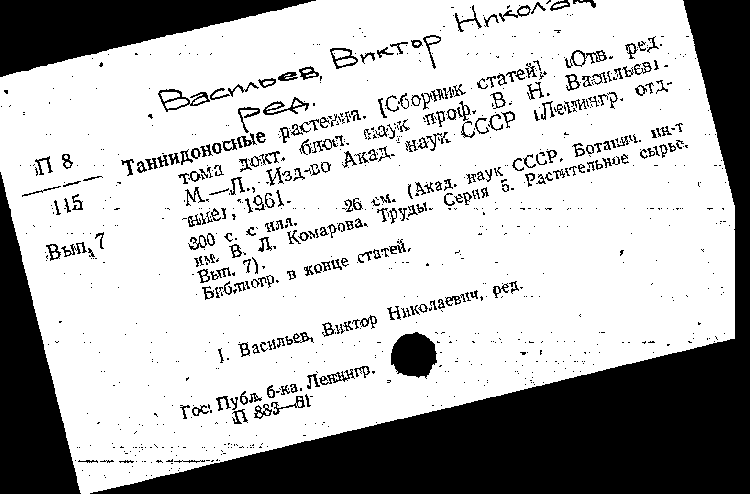 Васильев, Виктор Николае
ред.
П 8
115
Вып. 7
Таннидоносные растения. [Сборник статей]. (Отв. ред.
тома докт. биол. наук проф. В. Н. Васильев).
М.—Л., Изд-во Акад. наук СССР (Ленингр. отд-
ние), 1961.
300 с. с илл. 26 см. (Акад. наук СССР. Ботанич. ин-т
им. В. Л. Комарова. Труды. Серия 5. Растительное сырье.
Вып. 7).
Библиогр. в конце статей.
I. Васильев, Виктор Николаевич, ред.
Гос. Публ. б-ка. Ленингр.
П 883—61